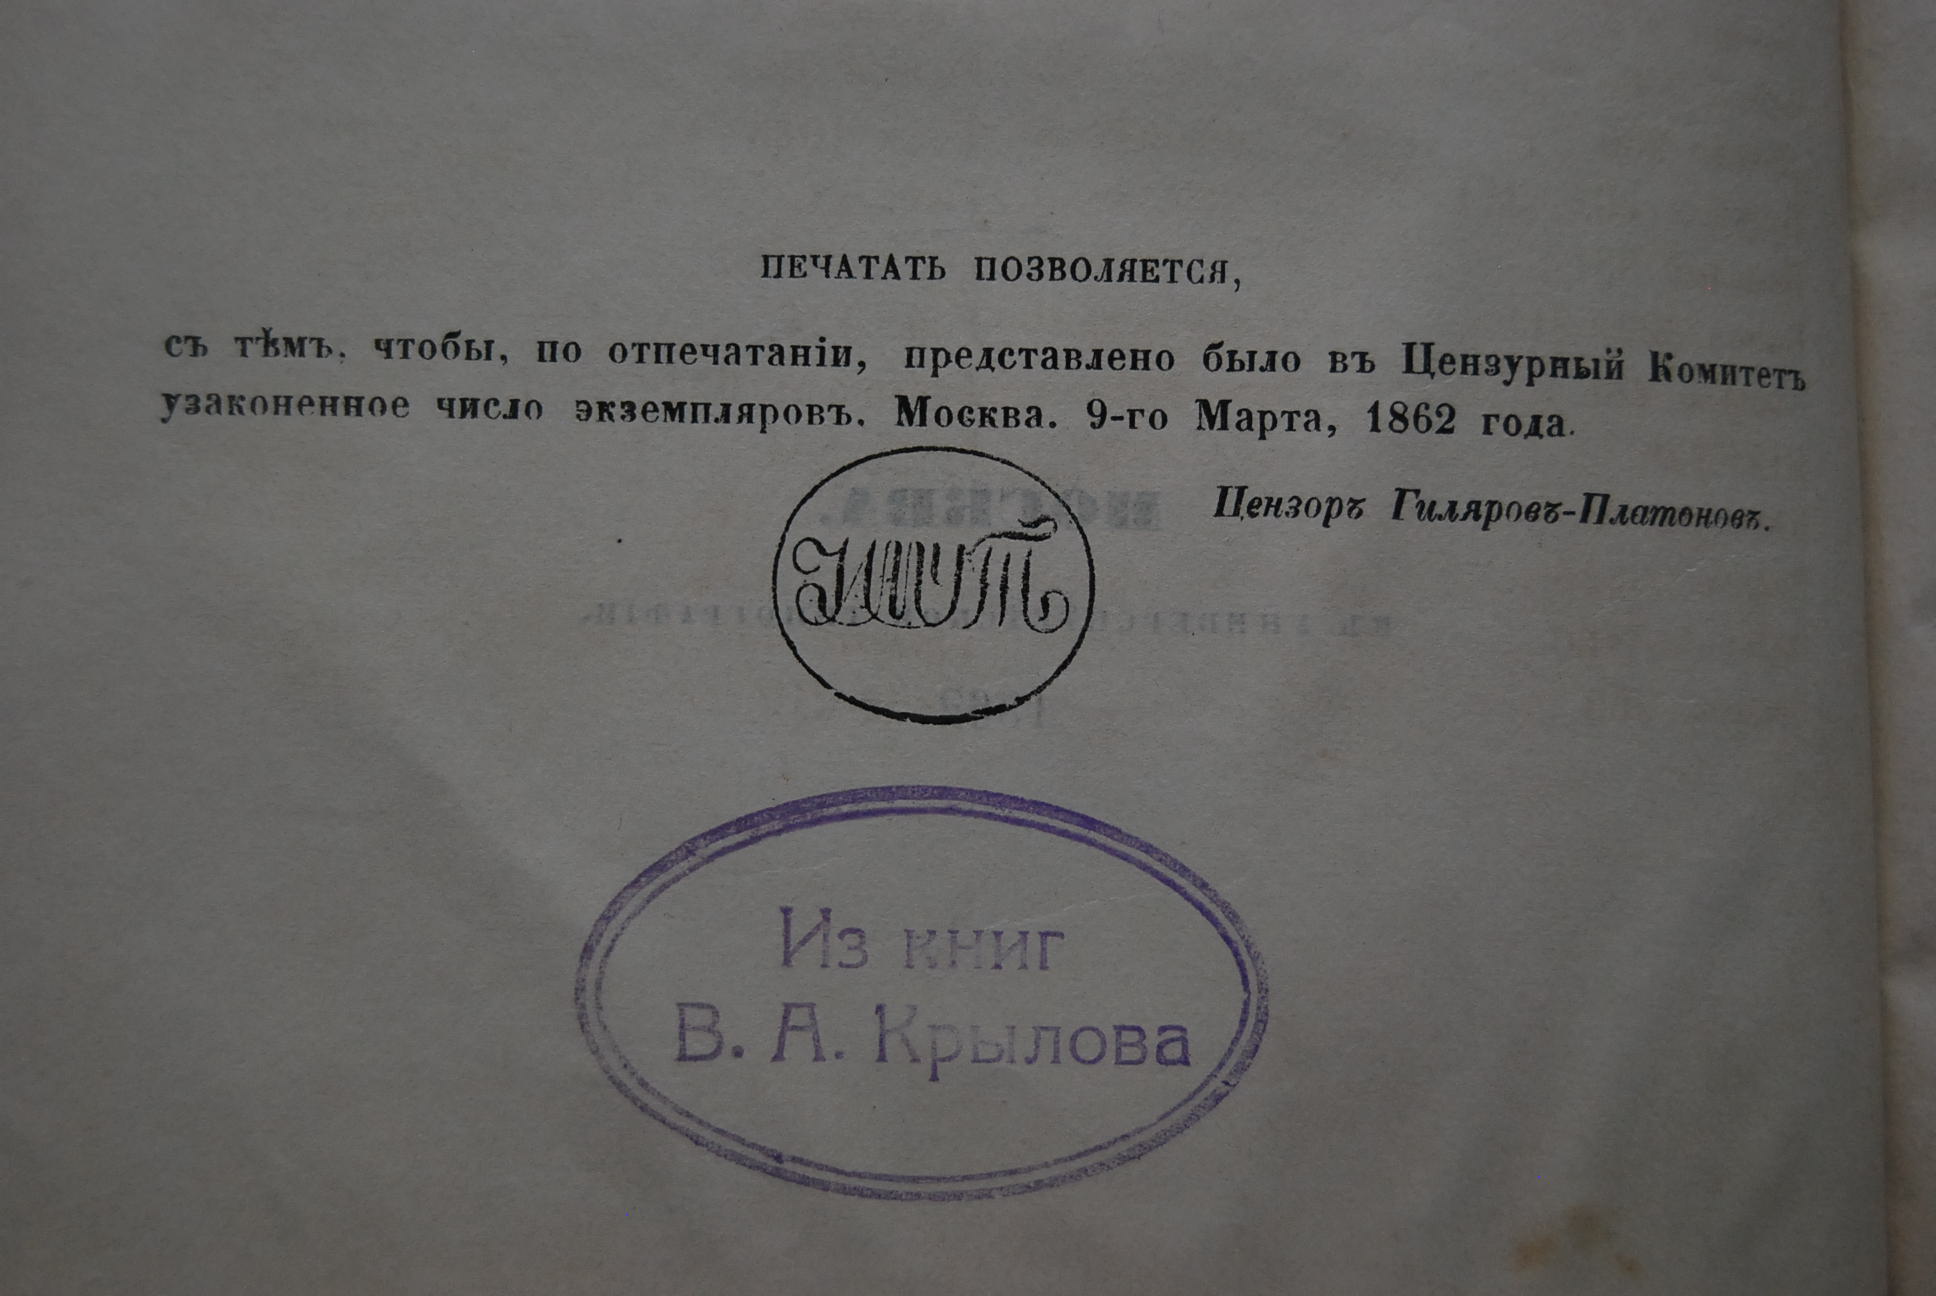 ПЕЧАТАТЬ ПОЗВОЛЯЕТСЯ,
съ тѣмъ, чтобы, по отпечатаніи, представлено было въ Цензурный Комитетъ
узаконенное число экземпляровъ. Москва. 9-го Марта, 1862 года.
Цензоръ Гиляровъ-Платоновъ.
Из книг
В. А. Крылова